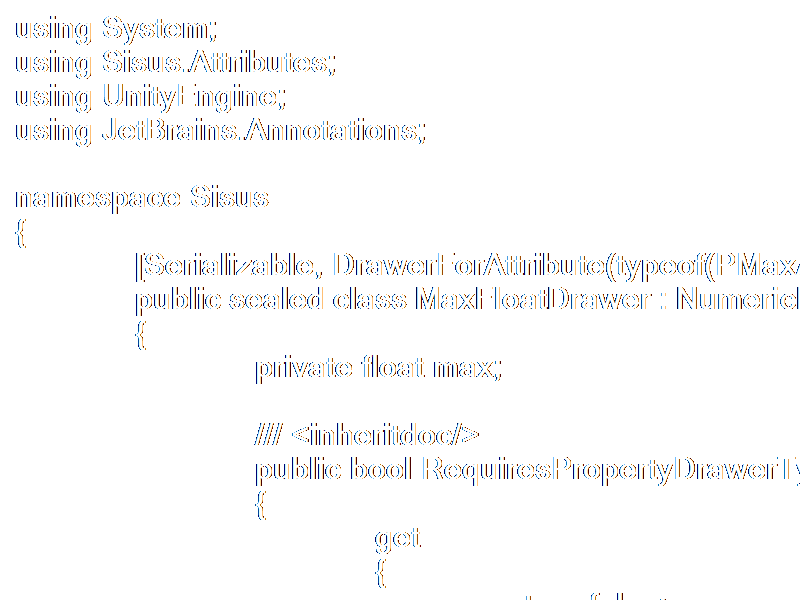 using System;
using Sisus.Attributes;
using UnityEngine;
using JetBrains.Annotations;
namespace Sisus
{
[Serializable, DrawerForAttribute(typeof(PMax
public sealed class MaxFloatDrawer : Numeric
{
private float max;
//// <inheritdoc/>
public bool RequiresPropertyDrawerTy
{
get
{